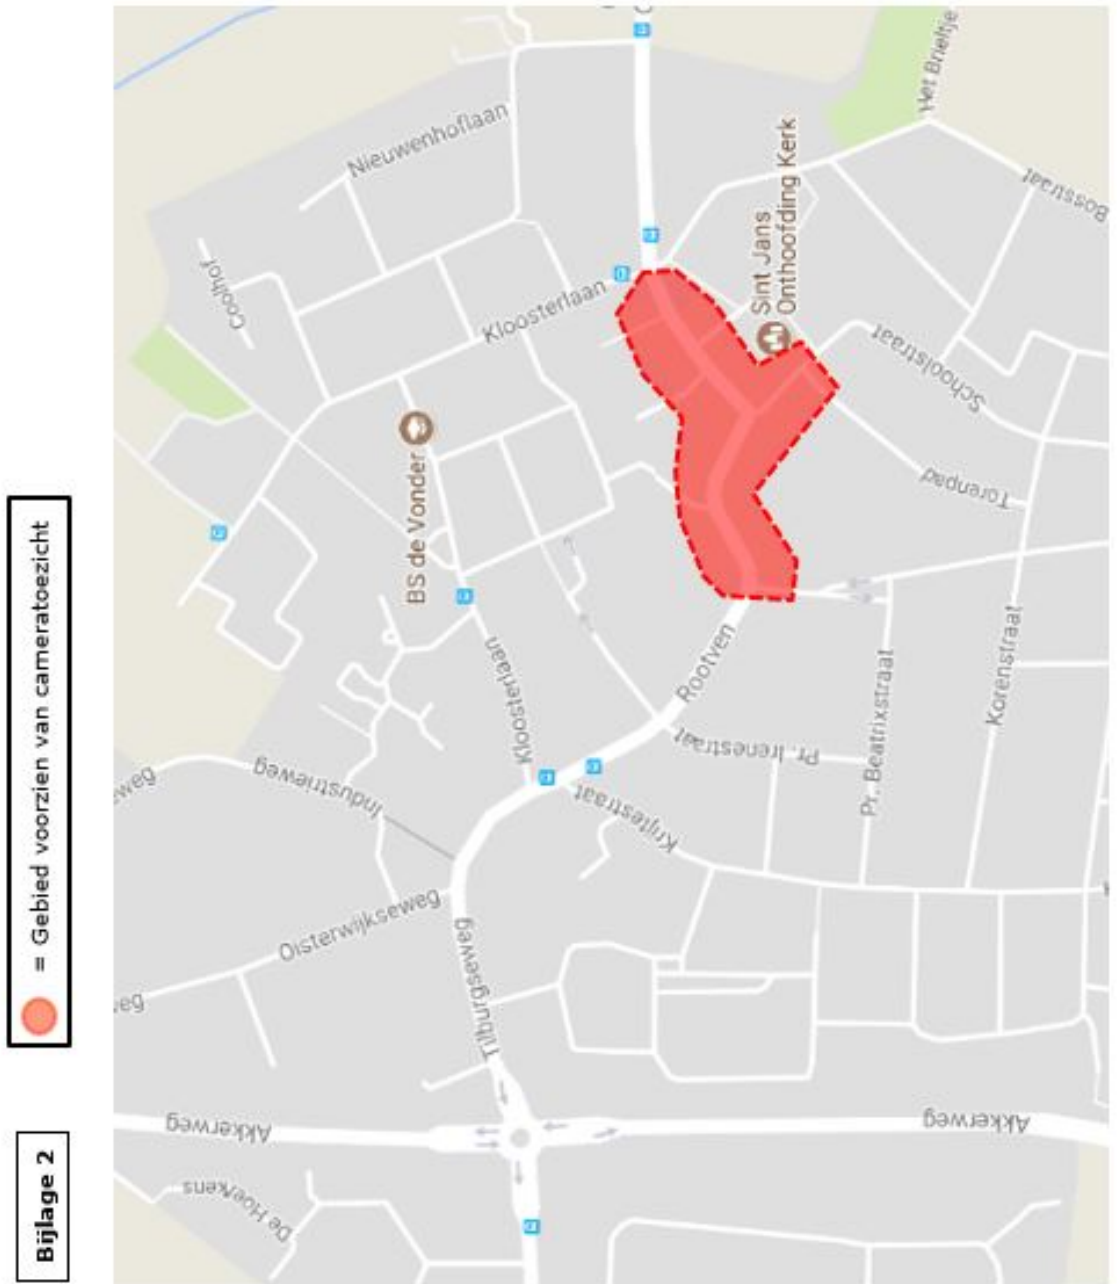 Bijlage 2
= Gebied voorzien van cameratoezicht
De Hoefkens
Akkerweg
Coolhof
Industrieweg
Oisterwijkseweg
BS de Vonder
Nieuwenhoflaan
Tilburgseweg
Kloosterlaan
Kloosterlaan
Krijtestraat
Rootven
Pr. Irenestraat
Sint Jans
Onthoofding Kerk
Pr. Beatrixstraat
Schoolstraat
Het Brieltje
Torenpad
Akkerweg
Korenstraat
Bosstraat